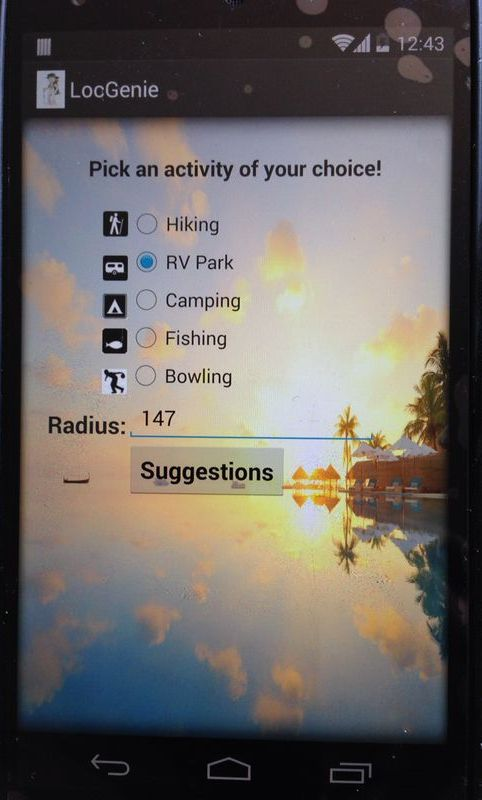 12:43
LocGenie
Pick an activity of your choice!
Hiking
RV Park
Camping
Fishing
Bowling
Radius: 147
Suggestions